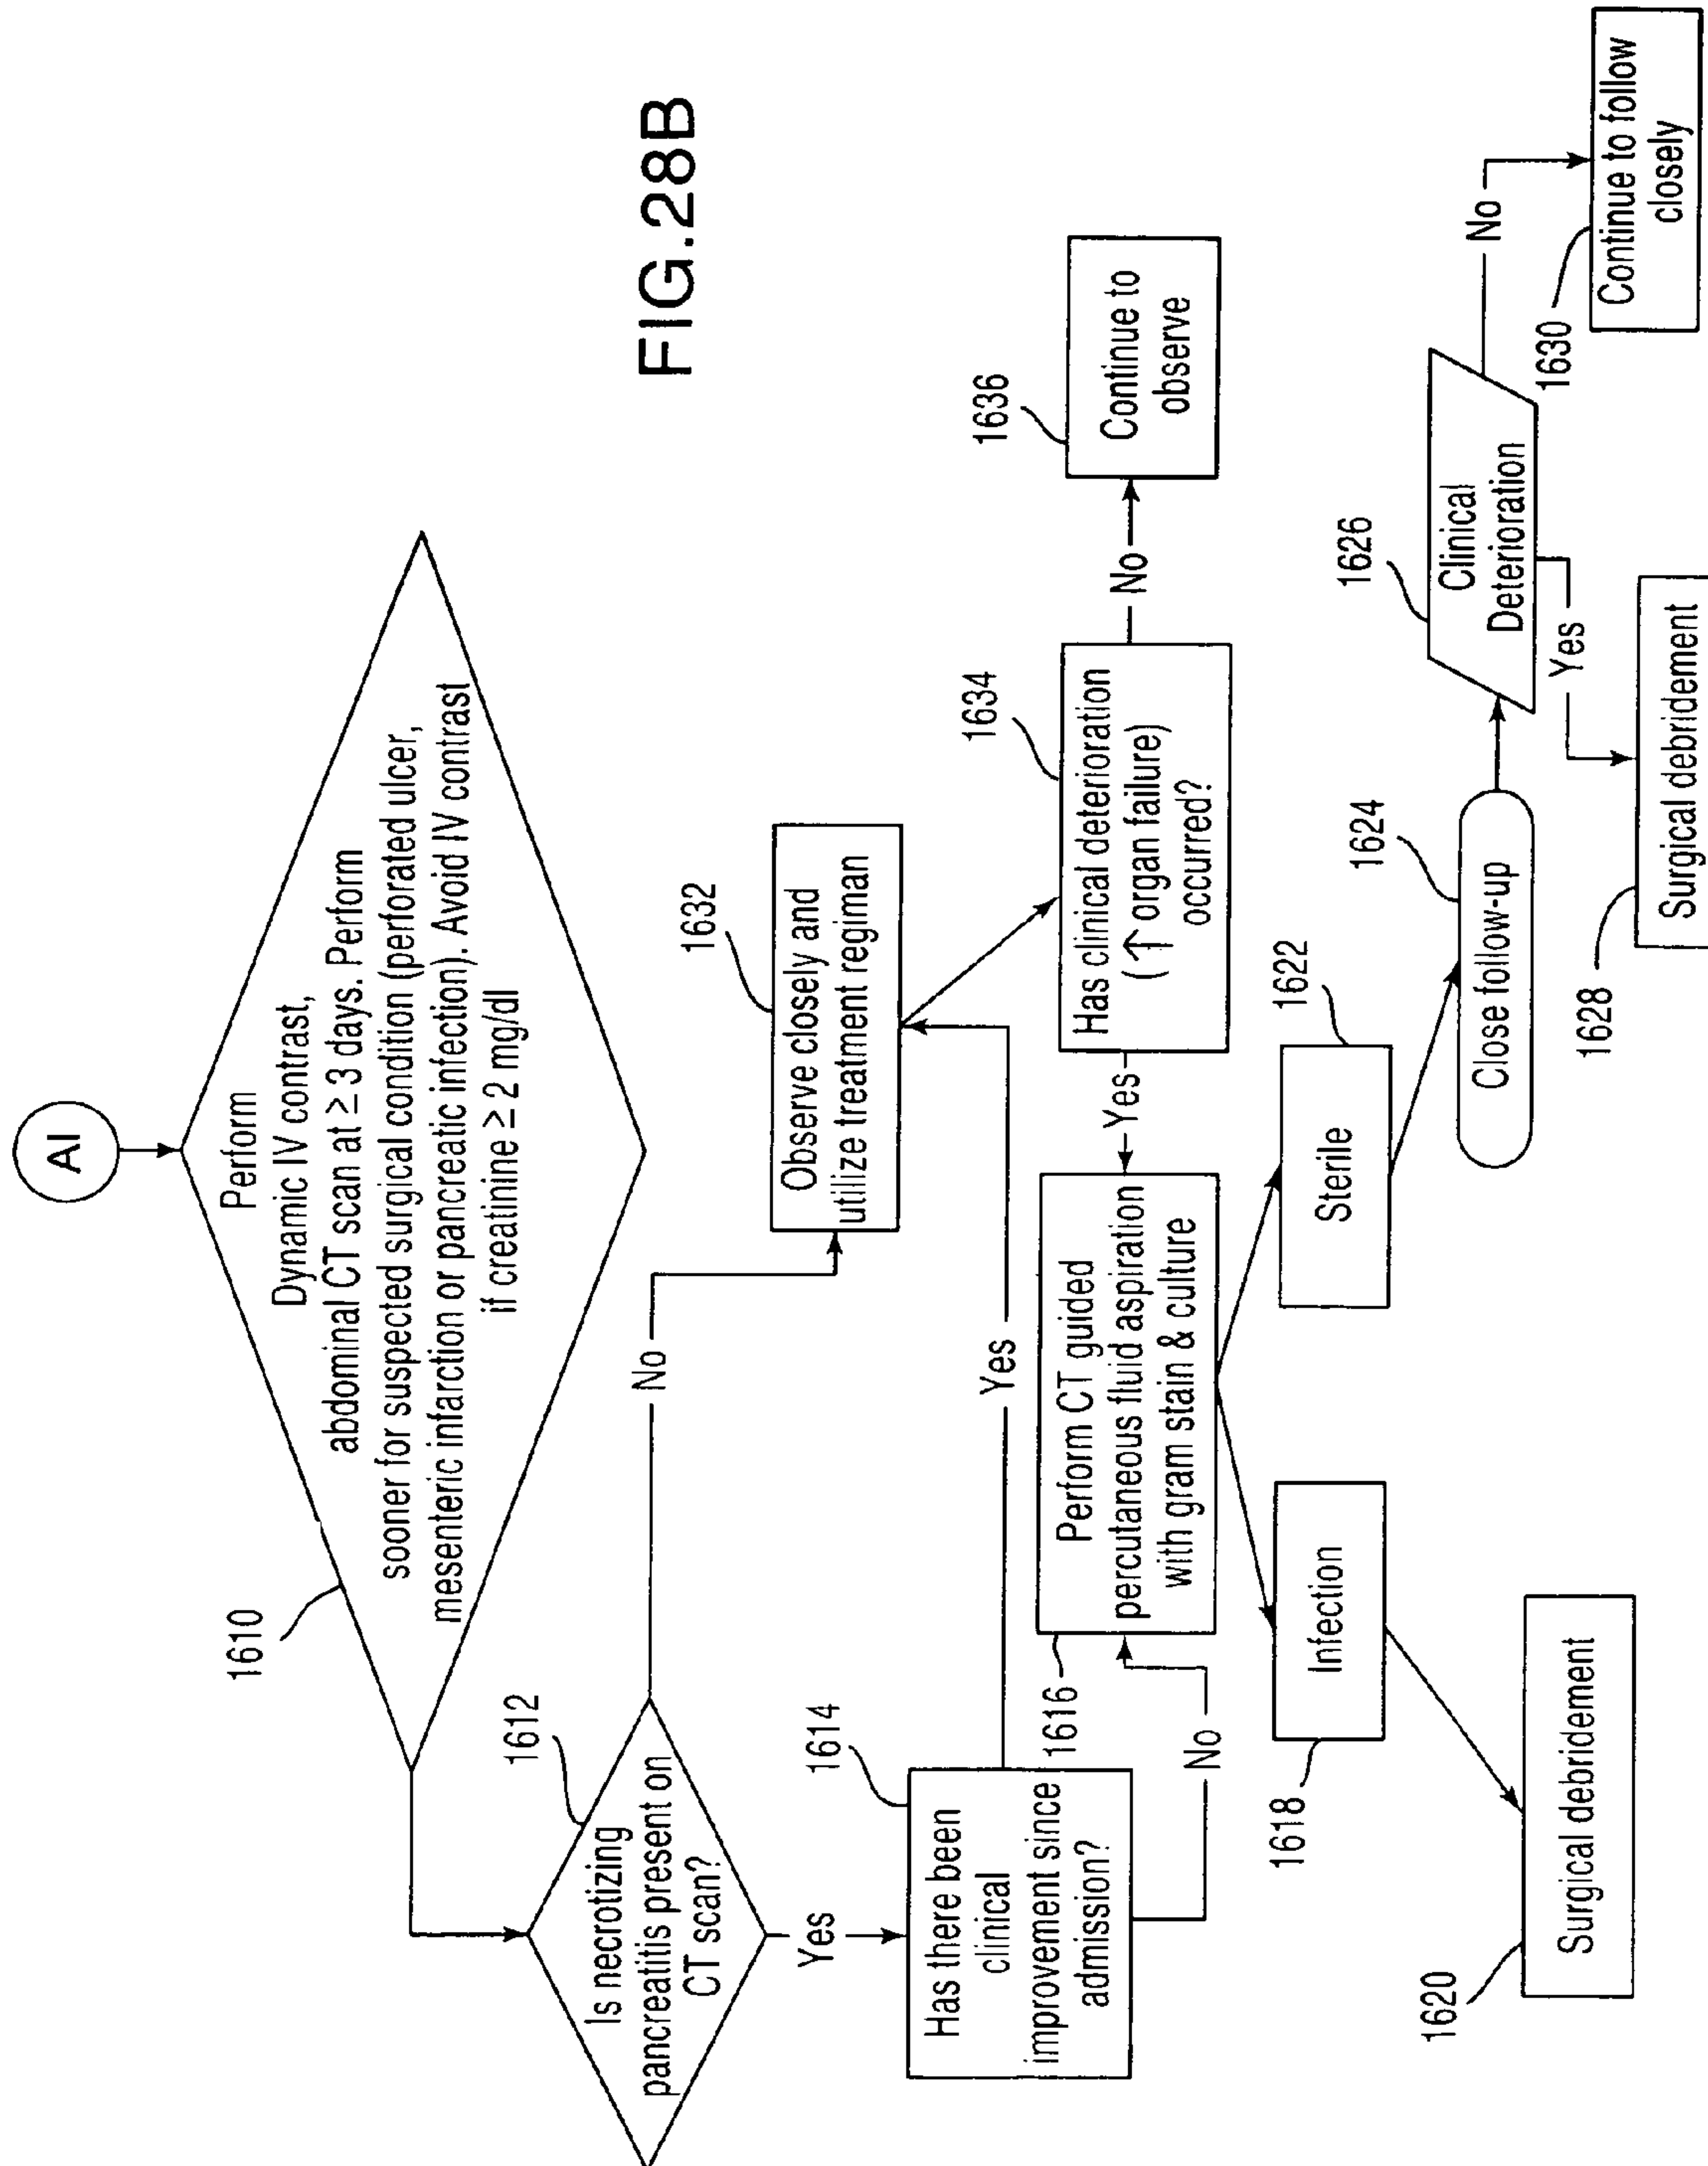 FIG.28B
AI
Perform
Dynamic IV contrast,
abdominal CT scan at ≥ 3 days. Perform
sooner for suspected surgical condition (perforated ulcer,
mesenteric infarction or pancreatic infection). Avoid IV contrast
if creatinine ≥ 2 mg/dl
1610
Is necrotizing
pancreatitis present on
CT scan?
1612
No
Yes
Observe closely and
utilize treatment regiman
1632
Has there been
clinical
improvement since
admission?
1614
Yes
No
Perform CT guided
percutaneous fluid aspiration
with gram stain & culture
1616
Yes
Has clinical deterioration
(↑ organ failure)
occurred?
1634
No
Continue to
observe
1636
Infection
1618
Sterile
1622
Surgical debridement
1620
Close follow-up
1624
Clinical
Deterioration
1626
Yes
No
Surgical debridement
1628
Continue to follow
closely
1630